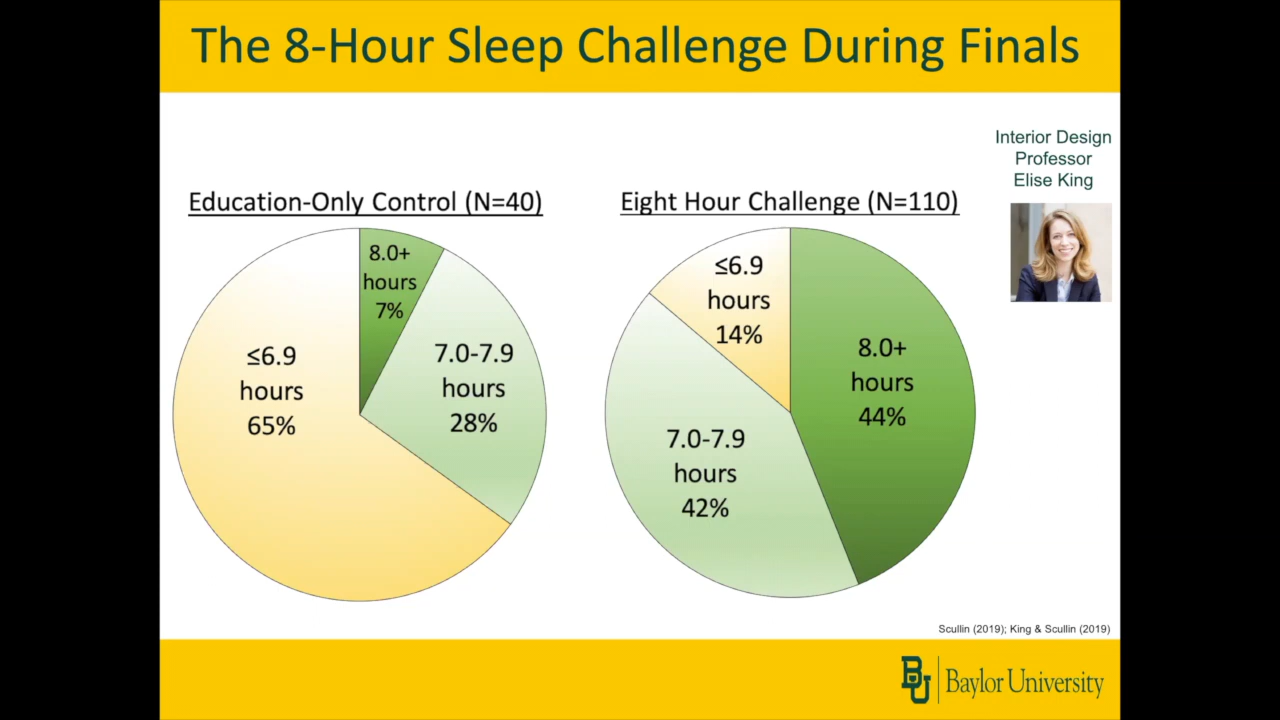 The 8-Hour Sleep Challenge During Finals
Interior Design
Professor
Elise King
Education-Only Control (N=40)
8.0+
hours
7%
7.0-7.9
hours
28%
≤6.9
hours
65%
Eight Hour Challenge (N=110)
≤6.9
hours
14%
8.0+
hours
44%
7.0-7.9
hours
42%
Scullin (2019); King & Scullin (2019)
BU Baylor University